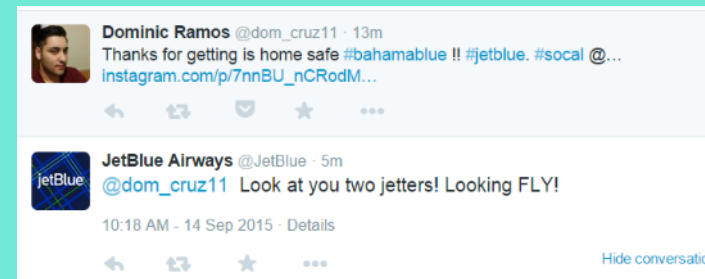 Dominic Ramos @dom_cruz11 · 13m
Thanks for getting is home safe #bahamablue !! #jetblue. #socal @...
instagram.com/p/7nnBU_nCRodM...
jetBlue
JetBlue Airways @JetBlue · 5m
@dom_cruz11 Look at you two jetters! Looking FLY!
10:18 AM - 14 Sep 2015 · Details
Hide conversatio